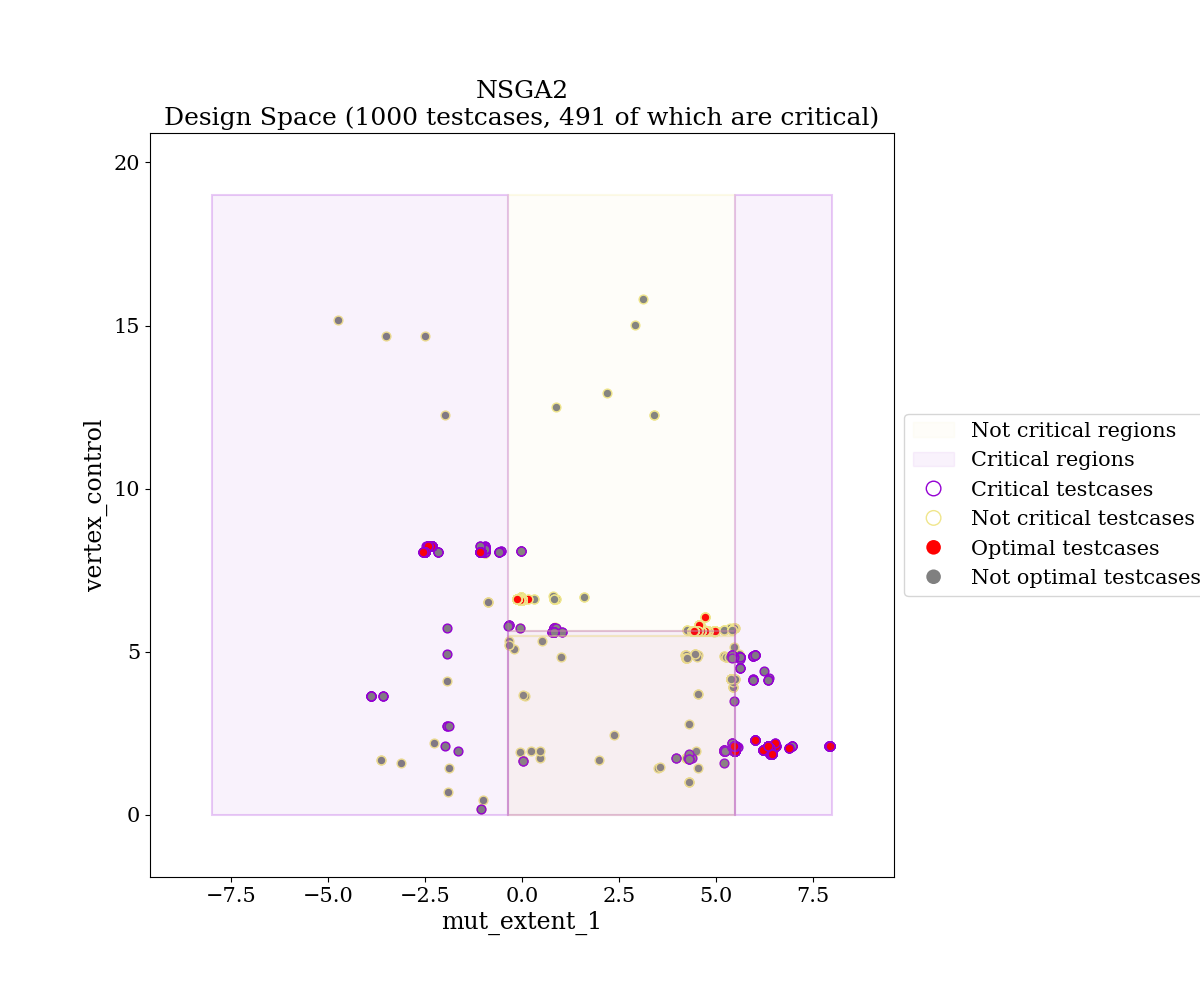 NSGA2
Design Space (1000 testcases, 491 of which are critical)
20
15
10
5
0
vertex_control
−7.5
−5.0
−2.5
0.0
2.5
5.0
7.5
mut_extent_1
Not critical regions
Critical regions
Critical testcases
Not critical testcases
Optimal testcases
Not optimal testcases